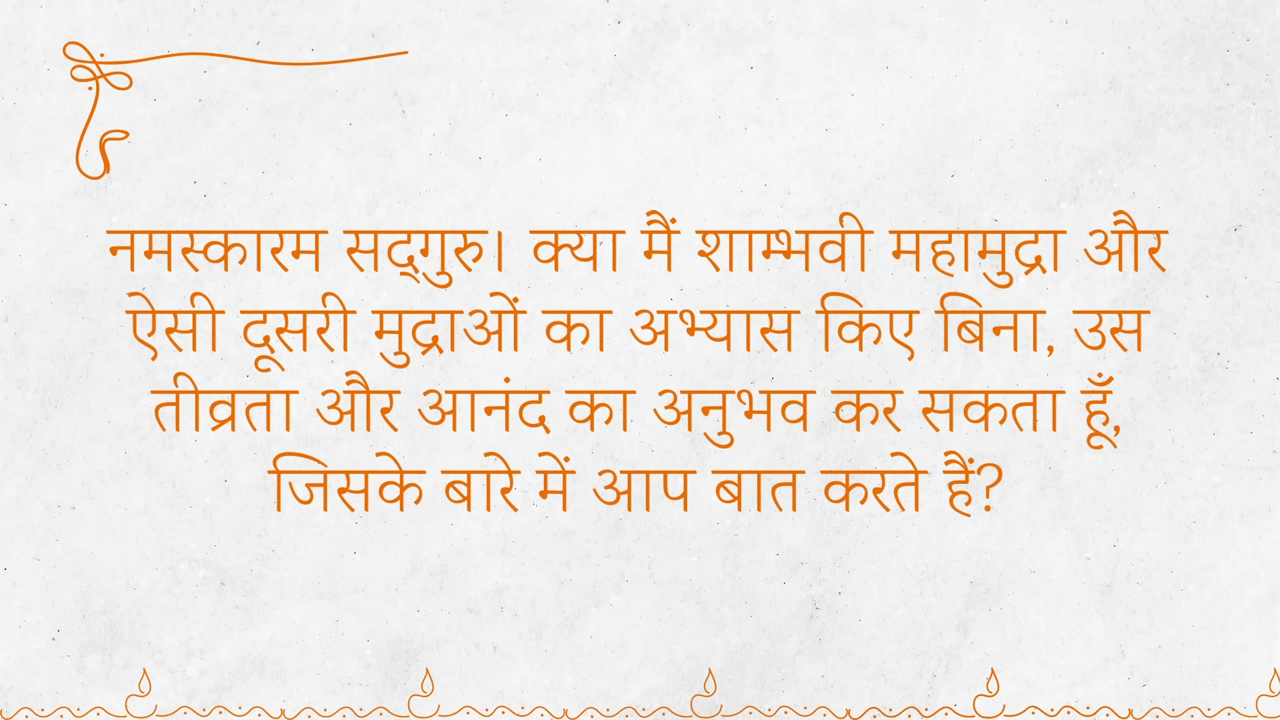 नमस्कारम सद्गुरु। क्या मैं शाम्भवी महामुद्रा और
ऐसी दूसरी मुद्राओं का अभ्यास किए बिना, उस
तीव्रता और आनंद का अनुभव कर सकता हूँ,
जिसके बारे में आप बात करते हैं?